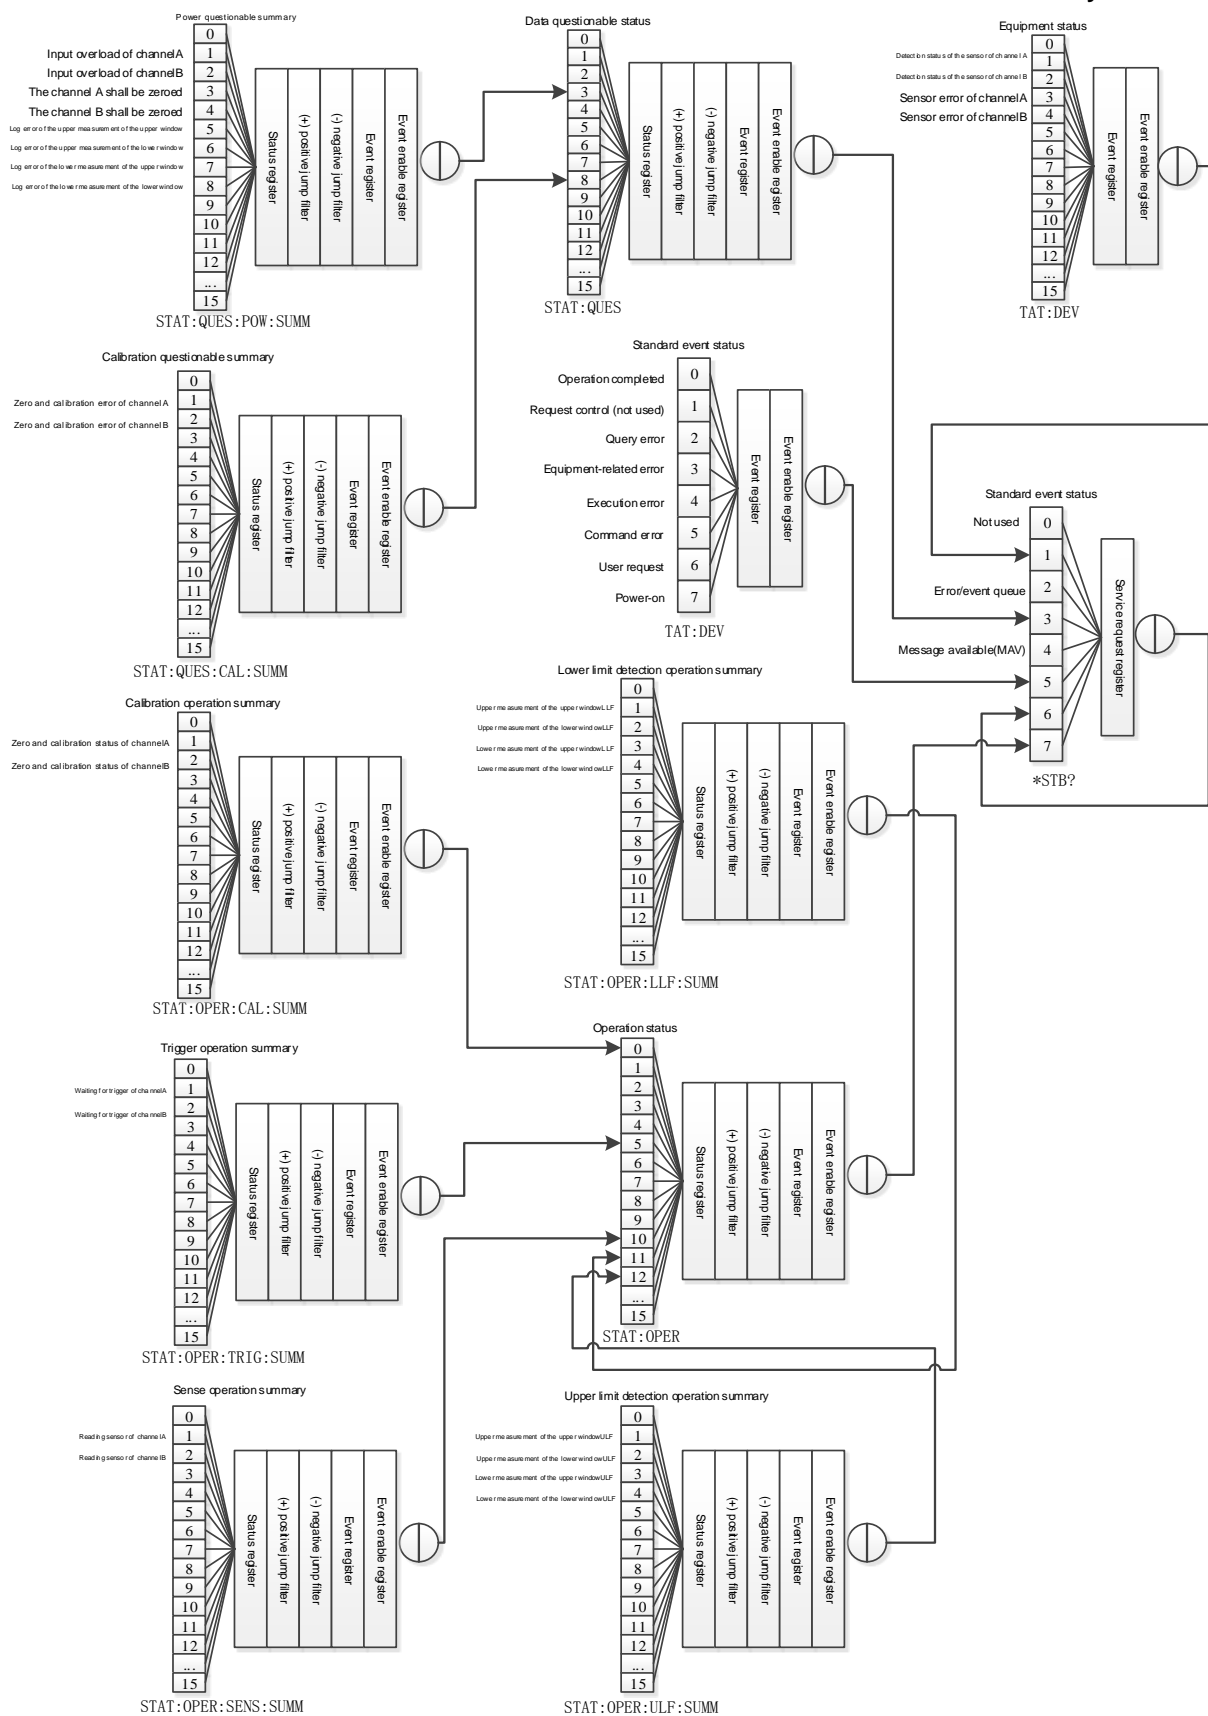 Power questionable summary
0
1
2
3
4
5
6
7
8
9
10
11
12
...
15
Input overload of channelA
Input overload of channelB
The channel A shall be zeroed
The channel B shall be zeroed
Log error of the upper measurement of the upper window
Log error of the upper measurement of the lower window
Log error of the lower measurement of the upper window
Log error of the lower measurement of the lower window
Status register
(+) positive jump filter
(-) negative jump filter
Event register
Event enable register
STAT:QUES:POW:SUMM
Data questionable status
0
1
2
3
4
5
6
7
8
9
10
11
12
...
15
Status register
(+) positive jump filter
(-) negative jump filter
Event register
Event enable register
STAT:QUES
Equipment status
0
1
2
3
4
5
6
7
8
9
10
11
12
...
15
Detection status of the sensor of channel A
Detection status of the sensor of channel B
Sensor error of channelA
Sensor error of channelB
Event register
Event enable register
TAT:DEV
Calibration questionable summary
0
1
2
3
4
5
6
7
8
9
10
11
12
...
15
Zero and calibration error of channel A
Zero and calibration error of channel B
Status register
(+) positive jump filter
(-) negative jump filter
Event register
Event enable register
STAT:QUES:CAL:SUMM
Standard event status
Operation completed
0
Request control (not used)
1
Query error
2
Equipment-related error
3
Execution error
4
Command error
5
User request
6
Power-on
7
Event register
Event enable register
TAT:DEV
Standard event status
Not used
0
1
Error/event queue
2
3
Message available(MAV)
4
5
6
7
Service request register
*STB?
Calibration operation summary
0
1
2
3
4
5
6
7
8
9
10
11
12
...
15
Zero and calibration status of channelA
Zero and calibration status of channelB
Status register
(+) positive jump filter
(-) negative jump filter
Event register
Event enable register
STAT:OPER:CAL:SUMM
Lower limit detection operation summary
0
1
2
3
4
5
6
7
8
9
10
11
12
...
15
Upper measurement of the upper windowLLF
Upper measurement of the lower windowLLF
Lower measurement of the upper windowLLF
Lower measurement of the lower windowLLF
Status register
(+) positive jump filter
(-) negative jump filter
Event register
Event enable register
STAT:OPER:LLF:SUMM
Trigger operation summary
0
1
2
3
4
5
6
7
8
9
10
11
12
...
15
Waiting for trigger of channelA
Waiting for trigger of channelB
Status register
(+) positive jump filter
(-) negative jump filter
Event register
Event enable register
STAT:OPER:TRIG:SUMM
Operation status
0
1
2
3
4
5
6
7
8
9
10
11
12
...
15
Status register
(+) positive jump filter
(-) negative jump filter
Event register
Event enable register
STAT:OPER
Sense operation summary
0
1
2
3
4
5
6
7
8
9
10
11
12
...
15
Reading sensor of channelA
Reading sensor of channelB
Status register
(+) positive jump filter
(-) negative jump filter
Event register
Event enable register
STAT:OPER:SENS:SUMM
Upper limit detection operation summary
0
1
2
3
4
5
6
7
8
9
10
11
12
...
15
Upper measurement of the upper windowULF
Upper measurement of the lower windowULF
Lower measurement of the upper windowULF
Lower measurement of the lower windowULF
Status register
(+) positive jump filter
(-) negative jump filter
Event register
Event enable register
STAT:OPER:ULF:SUMM